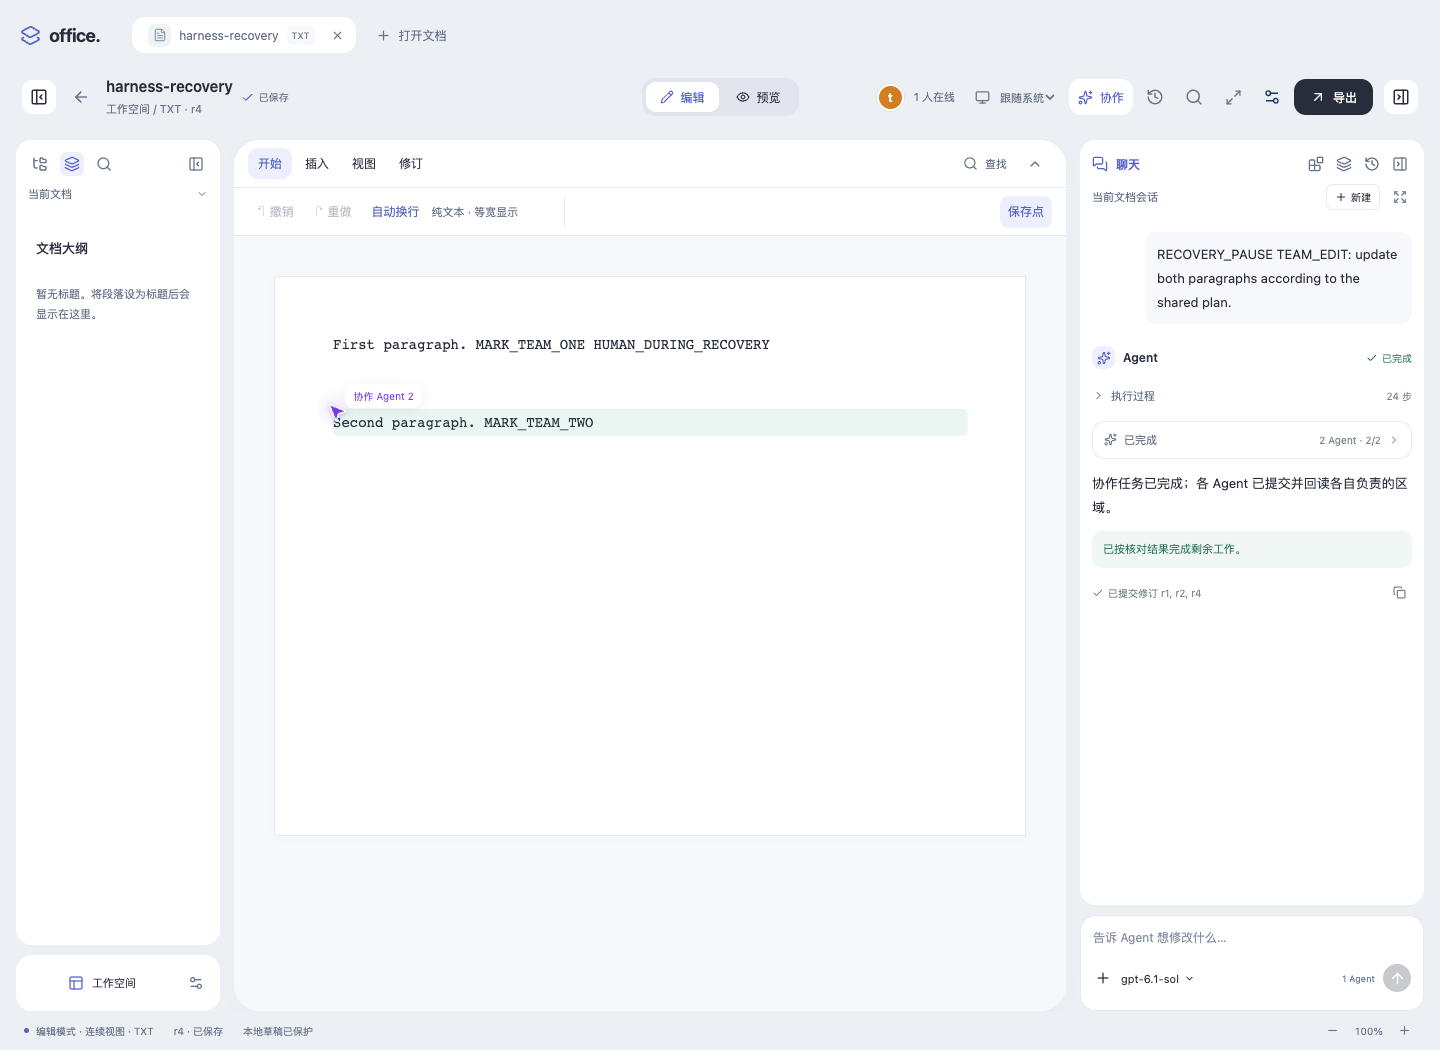 office.
harness-recovery TXT
打开文档
harness-recovery
工作空间 / TXT · r4
已保存
编辑
预览
t
1 人在线
跟随系统
协作
导出
当前文档
文档大纲
暂无标题。将段落设为标题后会
显示在这里。
工作空间
开始 插入 视图 修订
查找
撤销 重做 自动换行 纯文本 · 等宽显示
保存点
First paragraph. MARK_TEAM_ONE HUMAN_DURING_RECOVERY
协作 Agent 2
Second paragraph. MARK_TEAM_TWO
聊天
当前文档会话
新建
RECOVERY_PAUSE TEAM_EDIT: update
both paragraphs according to the
shared plan.
Agent
已完成
执行过程
24 步
已完成
2 Agent · 2/2
协作任务已完成；各 Agent 已提交并回读各自负责的区
域。
已按核对结果完成剩余工作。
已提交修订 r1, r2, r4
告诉 Agent 想修改什么...
gpt-6.1-sol
1 Agent
编辑模式 · 连续视图 · TXT
r4 · 已保存
本地草稿已保护
100%